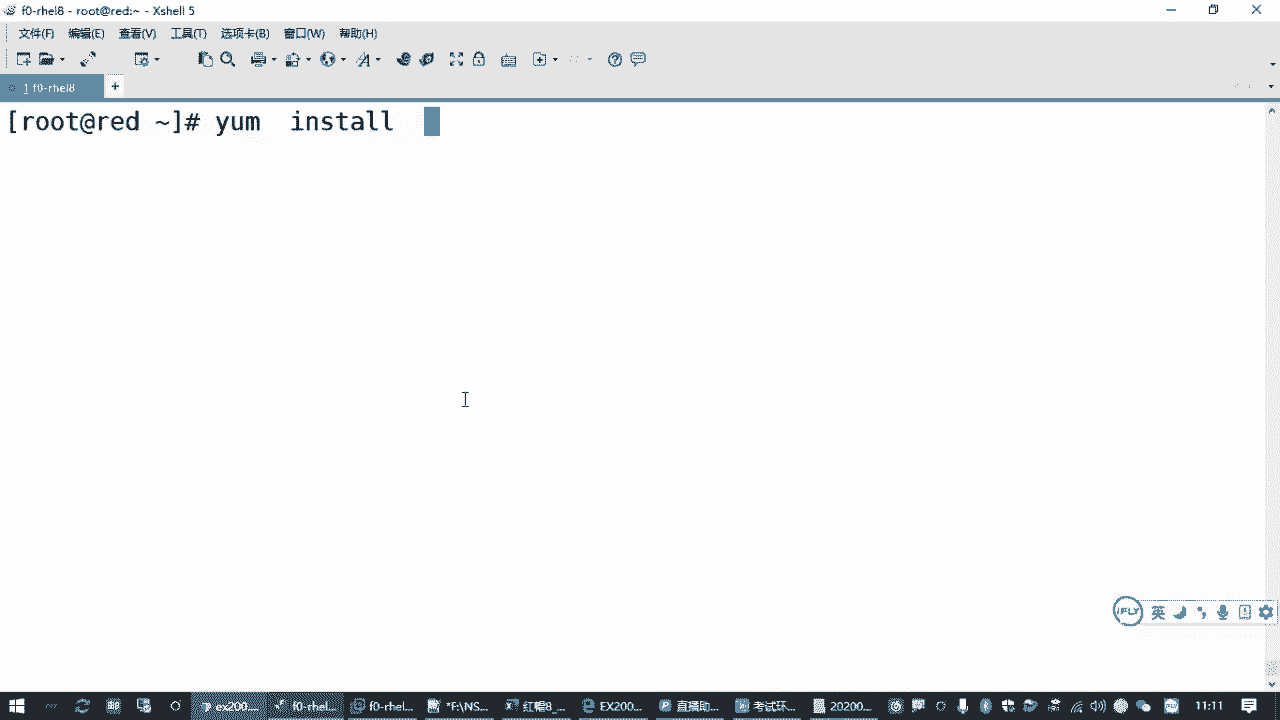 f0-rhel8 - root@red:~ - Xshell 5
文件(F) 编辑(E) 查看(V) 工具(T) 选项卡(B) 窗口(W) 帮助(H)
1 f0-rhel8
[root@red ~]# yum  install
iFLY 英
ex200... f0-rhel... f0-rhel... *F:\NS... 红帽8_... EX200... 直播助... 考试环... 20200... 11:11